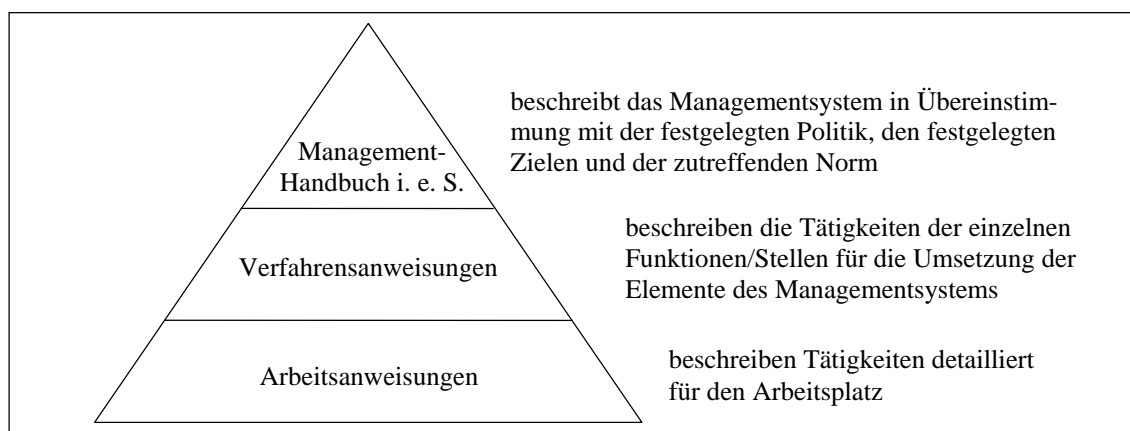 Management-
Handbuch i. e. S.
beschreibt das Managementsystem in Übereinstim-
mung mit der festgelegten Politik, den festgelegten
Zielen und der zutreffenden Norm
Verfahrensanweisungen
beschreiben die Tätigkeiten der einzelnen
Funktionen/Stellen für die Umsetzung der
Elemente des Managementsystems
Arbeitsanweisungen
beschreiben Tätigkeiten detailliert
für den Arbeitsplatz